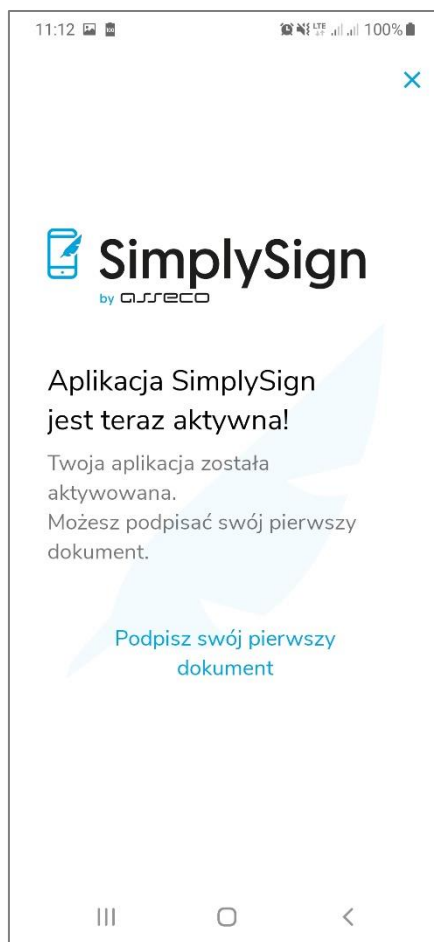 11:12 LTE 100%
SimplySign
by asseco
Aplikacja SimplySign
jest teraz aktywna!
Twoja aplikacja została
aktywowana.
Możesz podpisać swój pierwszy
dokument.
Podpisz swój pierwszy
dokument